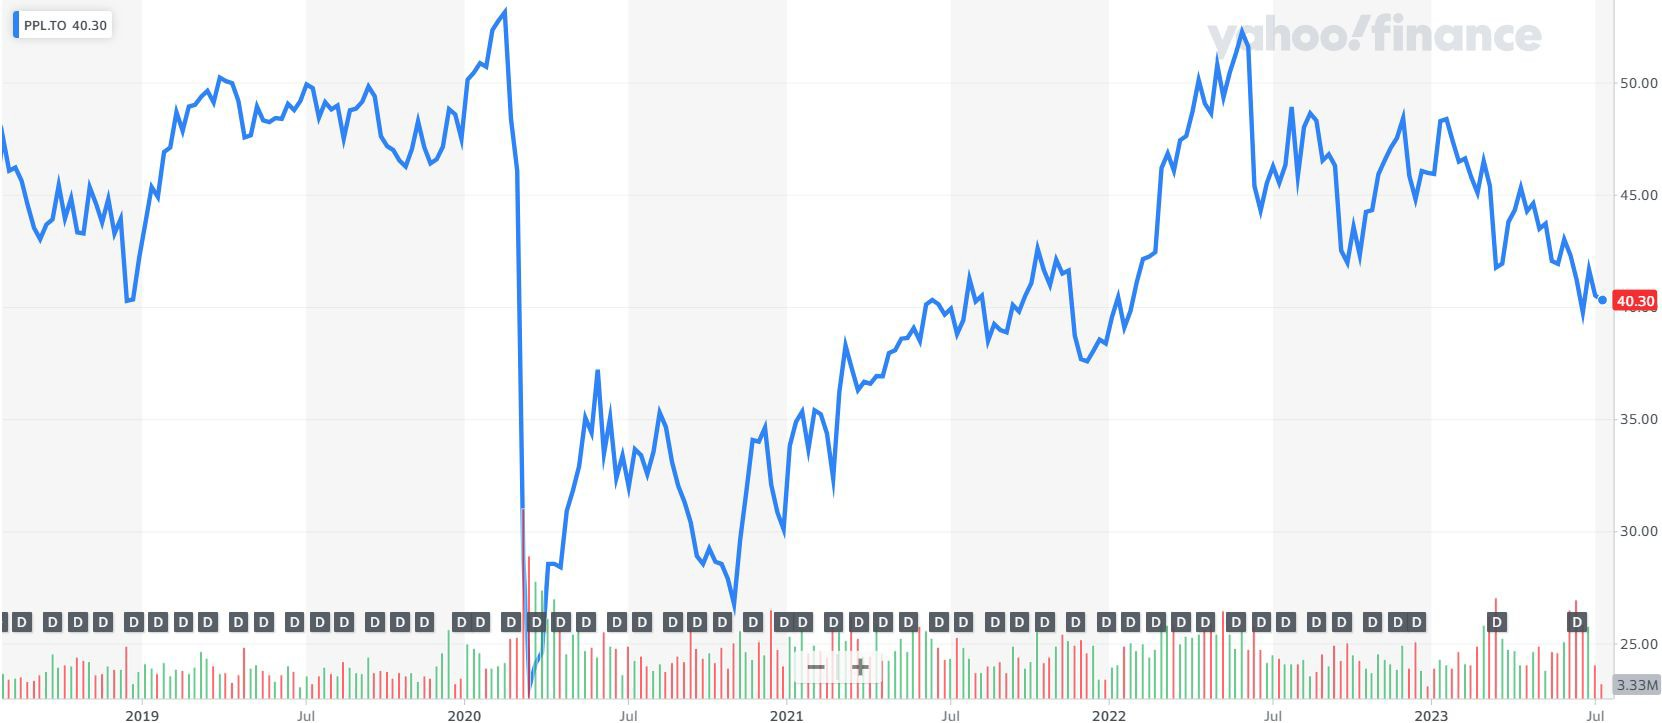 PPL.TO 40.30
yahoo!finance
50.00
45.00
40.30
35.00
30.00
D D D D D D D D D D D D D D D D D D D D D D D D D D D D D D D D D D D D D D D D D D D D D D D D D D D D D D D
25.00
− +
3.33M
2019 Jul 2020 Jul 2021 Jul 2022 Jul 2023 Jul